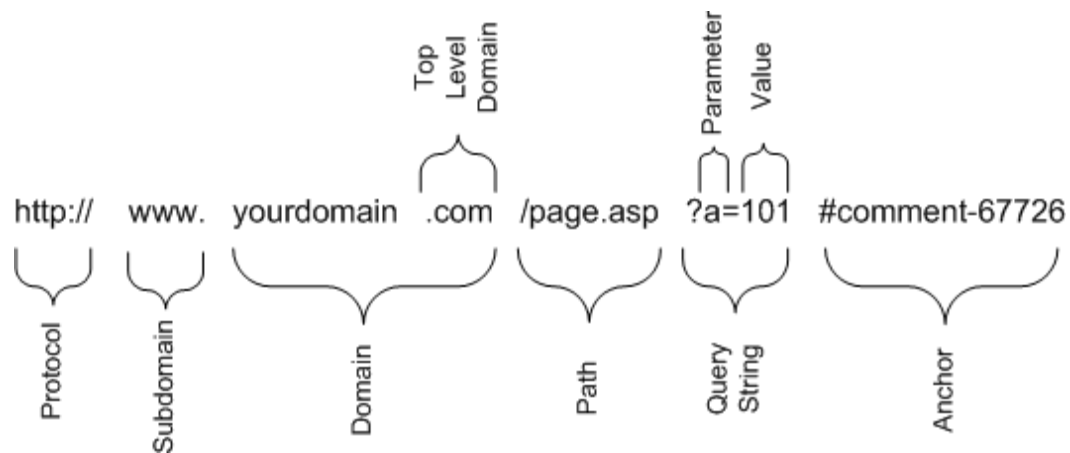 Top
Level
Domain
Parameter
Value
http:// www. yourdomain .com /page.asp ?a=101 #comment-67726
Protocol
Subdomain
Domain
Path
Query
String
Anchor